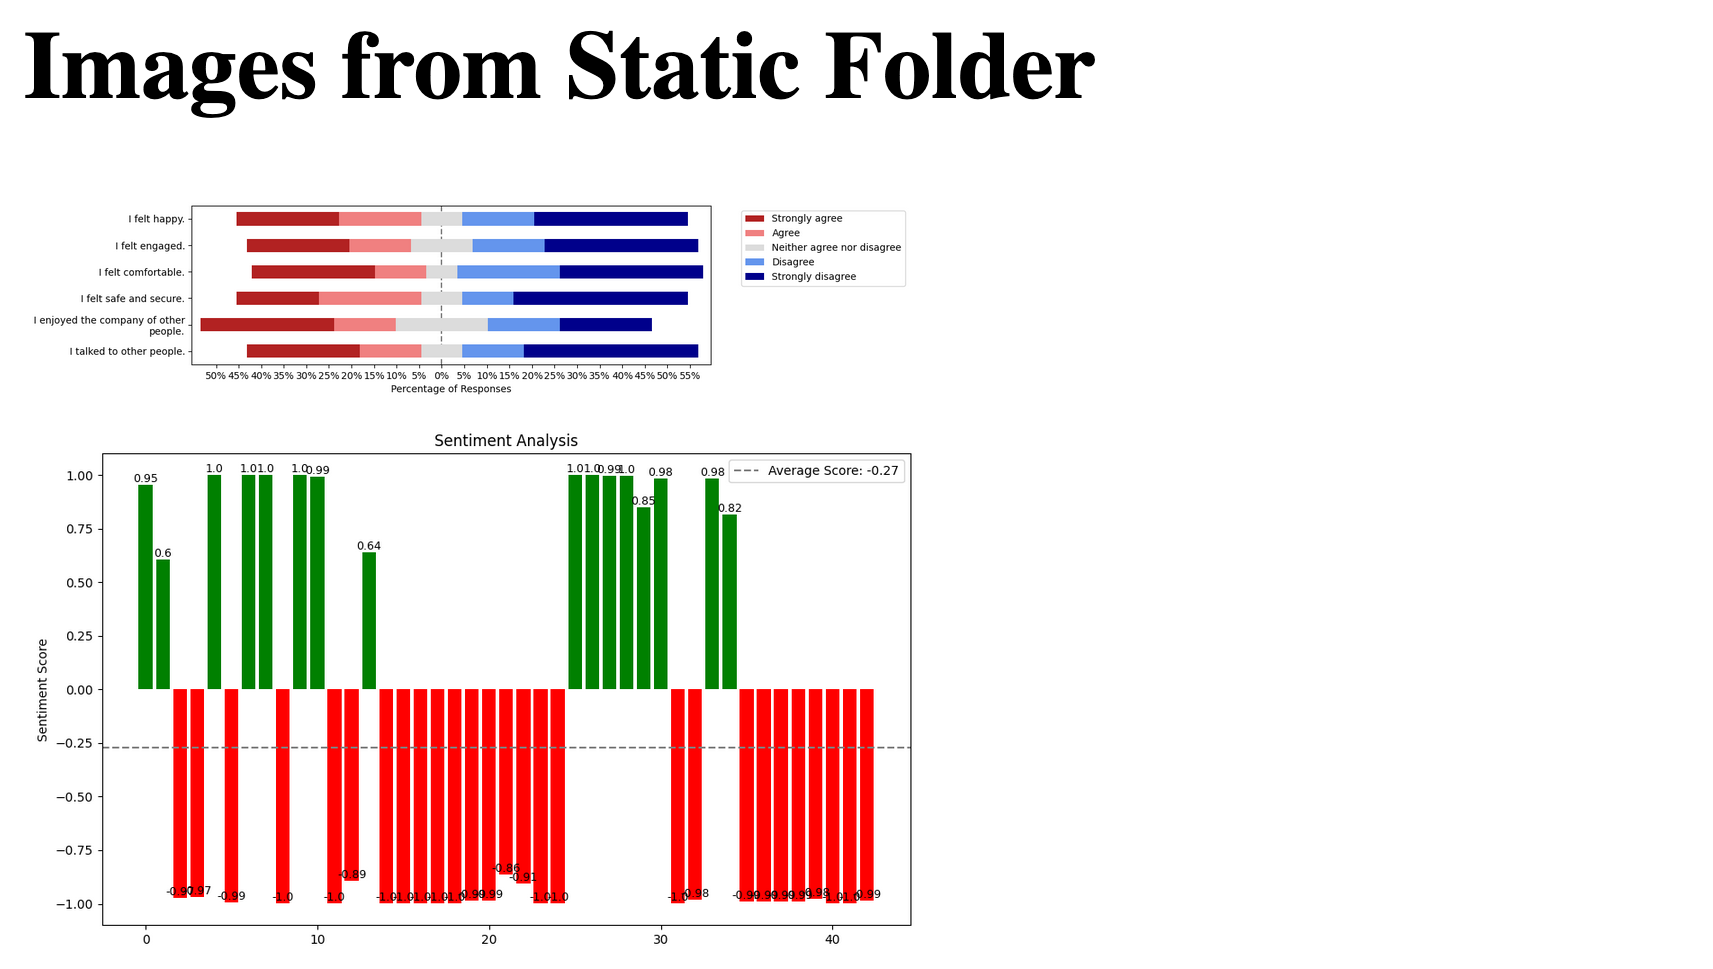 Images from Static Folder
I felt happy.
I felt engaged.
I felt comfortable.
I felt safe and secure.
I enjoyed the company of other
people.
I talked to other people.
50% 45% 40% 35% 30% 25% 20% 15% 10% 5% 0% 5% 10% 15% 20% 25% 30% 35% 40% 45% 50% 55%
Percentage of Responses
Strongly agree
Agree
Neither agree nor disagree
Disagree
Strongly disagree
Sentiment Analysis
Average Score: -0.27
Sentiment Score
1.00
0.75
0.50
0.25
0.00
−0.25
−0.50
−0.75
−1.00
0.95 0.6 1.0 1.0 1.0 1.0 0.99 0.64 1.0 1.0 0.99 1.0 0.85 0.98 0.98 0.82
-0.97 -0.97 -0.99 -1.0 -1.0 -0.89 -1.0 -1.0 -1.0 -1.0 -1.0 -0.99 -0.99 -0.86 -0.91 -1.0 -1.0 -1.0 -0.98 -0.99 -0.99 -0.99 -0.99 -0.98 -1.0 -1.0 -0.99
0 10 20 30 40